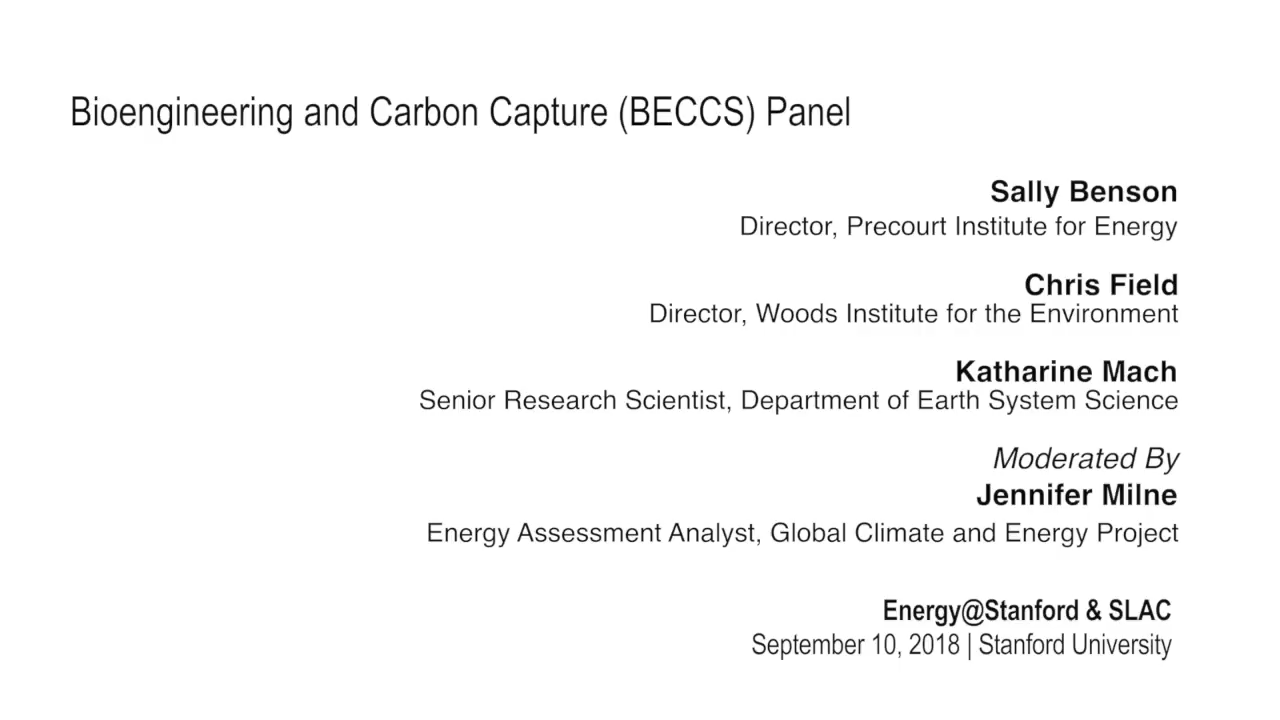 Bioengineering and Carbon Capture (BECCS) Panel
Sally Benson
Director, Precourt Institute for Energy
Chris Field
Director, Woods Institute for the Environment
Katharine Mach
Senior Research Scientist, Department of Earth System Science
Moderated By
Jennifer Milne
Energy Assessment Analyst, Global Climate and Energy Project
Energy@Stanford & SLAC
September 10, 2018 | Stanford University